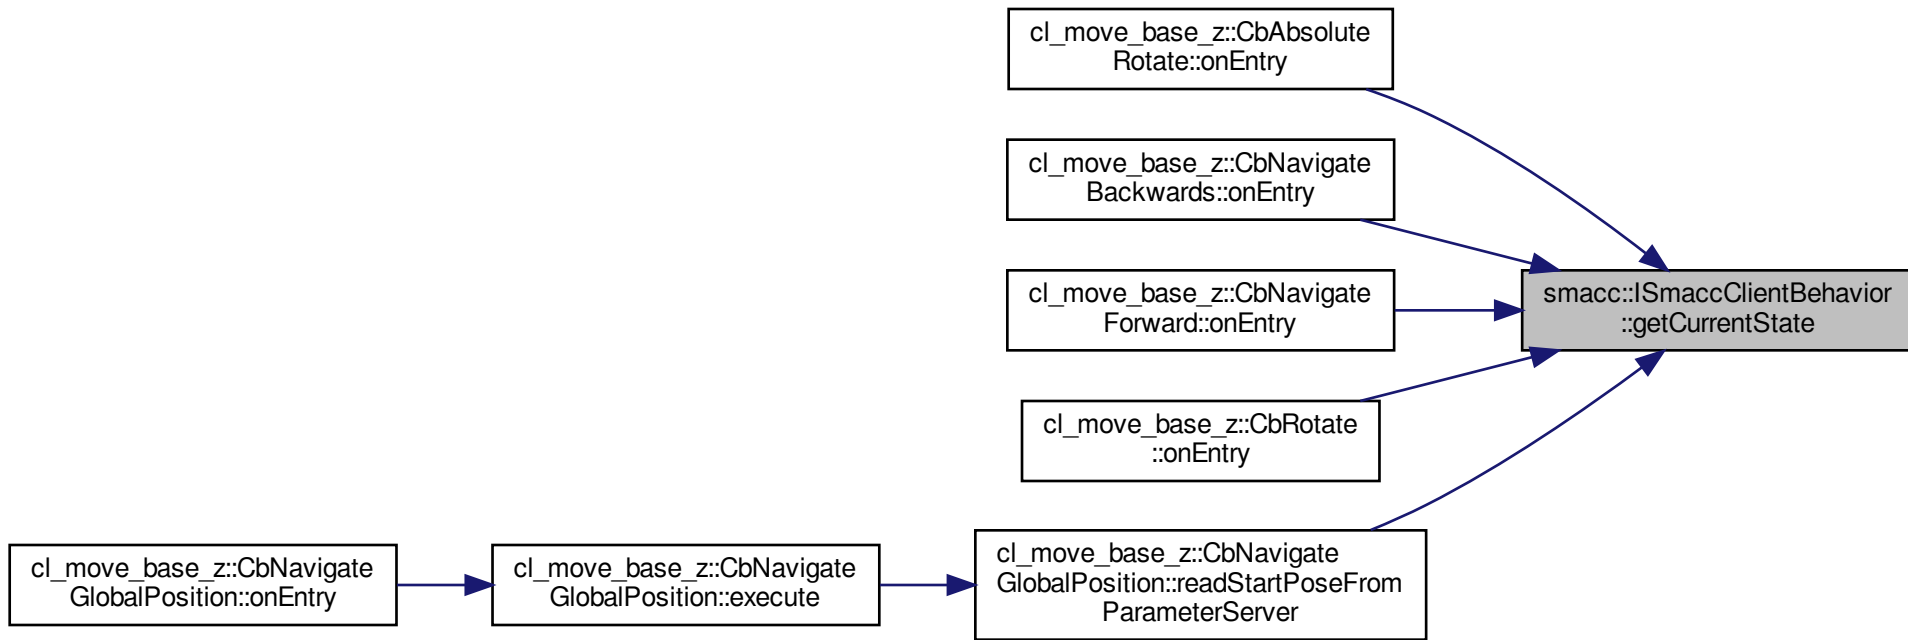 cl_move_base_z::CbAbsolute
Rotate::onEntry
cl_move_base_z::CbNavigate
Backwards::onEntry
cl_move_base_z::CbNavigate
Forward::onEntry
smacc::ISmaccClientBehavior
::getCurrentState
cl_move_base_z::CbRotate
::onEntry
cl_move_base_z::CbNavigate
GlobalPosition::onEntry
cl_move_base_z::CbNavigate
GlobalPosition::execute
cl_move_base_z::CbNavigate
GlobalPosition::readStartPoseFrom
ParameterServer